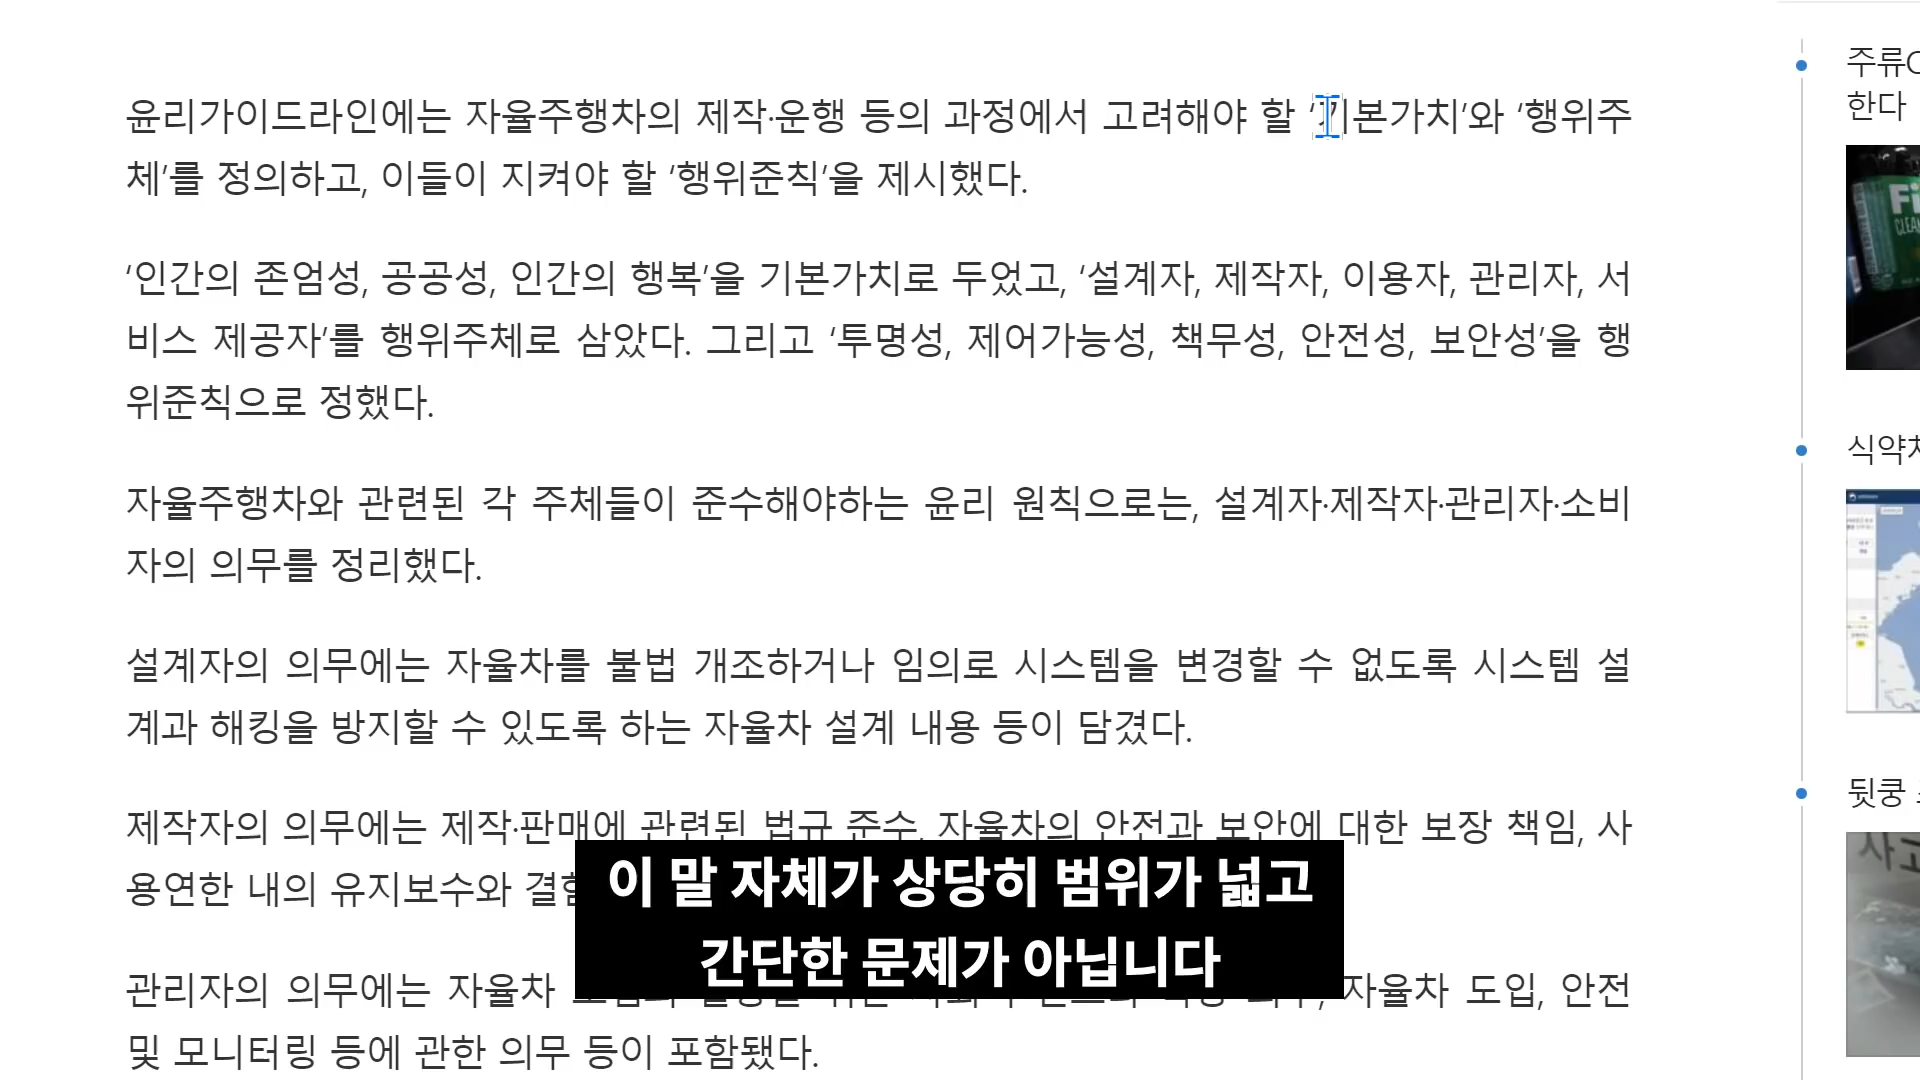 윤리가이드라인에는 자율주행차의 제작·운행 등의 과정에서 고려해야 할 ‘기본가치’와 ‘행위주
체’를 정의하고, 이들이 지켜야 할 ‘행위준칙’을 제시했다.
‘인간의 존엄성, 공공성, 인간의 행복’을 기본가치로 두었고, ‘설계자, 제작자, 이용자, 관리자, 서
비스 제공자’를 행위주체로 삼았다. 그리고 ‘투명성, 제어가능성, 책무성, 안전성, 보안성’을 행
위준칙으로 정했다.
자율주행차와 관련된 각 주체들이 준수해야하는 윤리 원칙으로는, 설계자·제작자·관리자·소비
자의 의무를 정리했다.
설계자의 의무에는 자율차를 불법 개조하거나 임의로 시스템을 변경할 수 없도록 시스템 설
계과 해킹을 방지할 수 있도록 하는 자율차 설계 내용 등이 담겼다.
제작자의 의무에는 제작·판매에 관련된 법규 준수, 자율차의 안전과 보안에 대한 보장 책임, 사
용연한 내의 유지보수와
이 말 자체가 상당히 범위가 넓고
간단한 문제가 아닙니다
관리자의 의무에는 자율차 자율차 도입, 안전
및 모니터링 등에 관한 의무 등이 포함됐다.
주류
한다
식약처
뒷쿵
사고